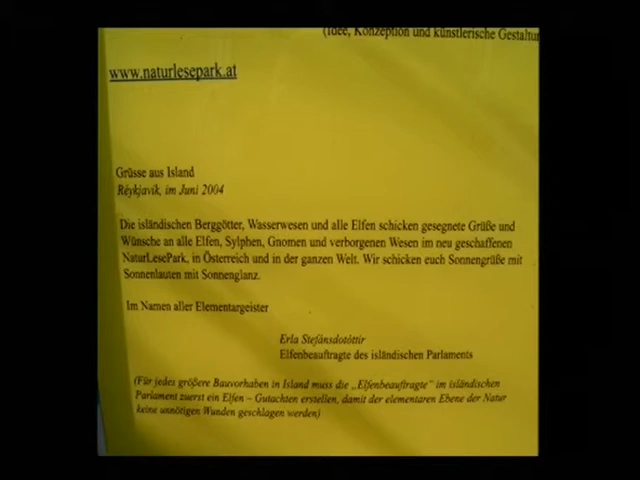 (Idee, Konzeption und künstlerische Gestaltun
www.naturlesepark.at
Grüsse aus Island
Reykjavik, im Juni 2004
Die isländischen Berggötter, Wasserwesen und alle Elfen schicken gesegnete Grüße und
Wünsche an alle Elfen, Sylphen, Gnomen und verborgenen Wesen im neu geschaffenen
NaturLesePark, in Österreich und in der ganzen Welt. Wir schicken euch Sonnengrüße mit
Sonnenlauten mit Sonnenglanz.
Im Namen aller Elementargeister
Erla Stefánsdotóttir
Elfenbeauftragte des isländischen Parlaments
(Für jedes größere Bauvorhaben in Island muss die „Elfenbeauftragte" im isländischen
Parlament zuerst ein Elfen – Gutachten erstellen, damit der elementaren Ebene der Natur
keine unnötigen Wunden geschlagen werden)